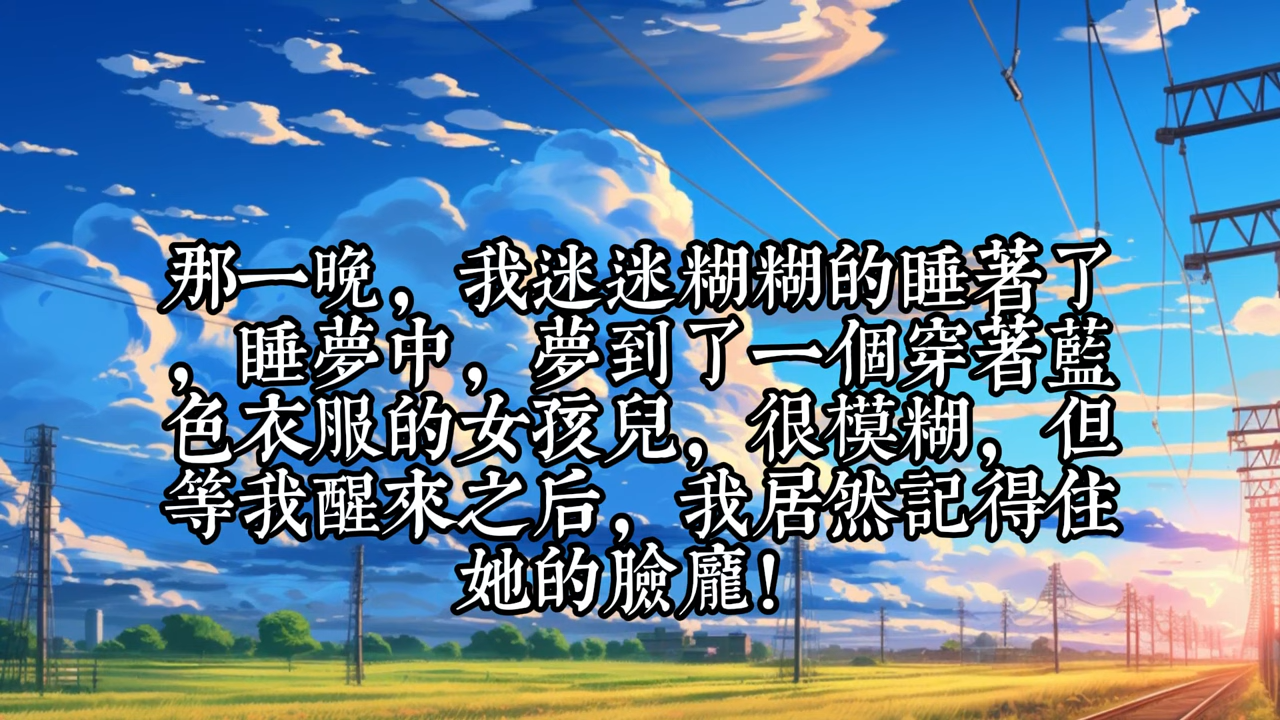 那一晚，我迷迷糊糊的睡著了
，睡夢中，夢到了一個穿著藍
色衣服的女孩兒，很模糊，但
等我醒來之后，我居然記得住
她的臉龐！